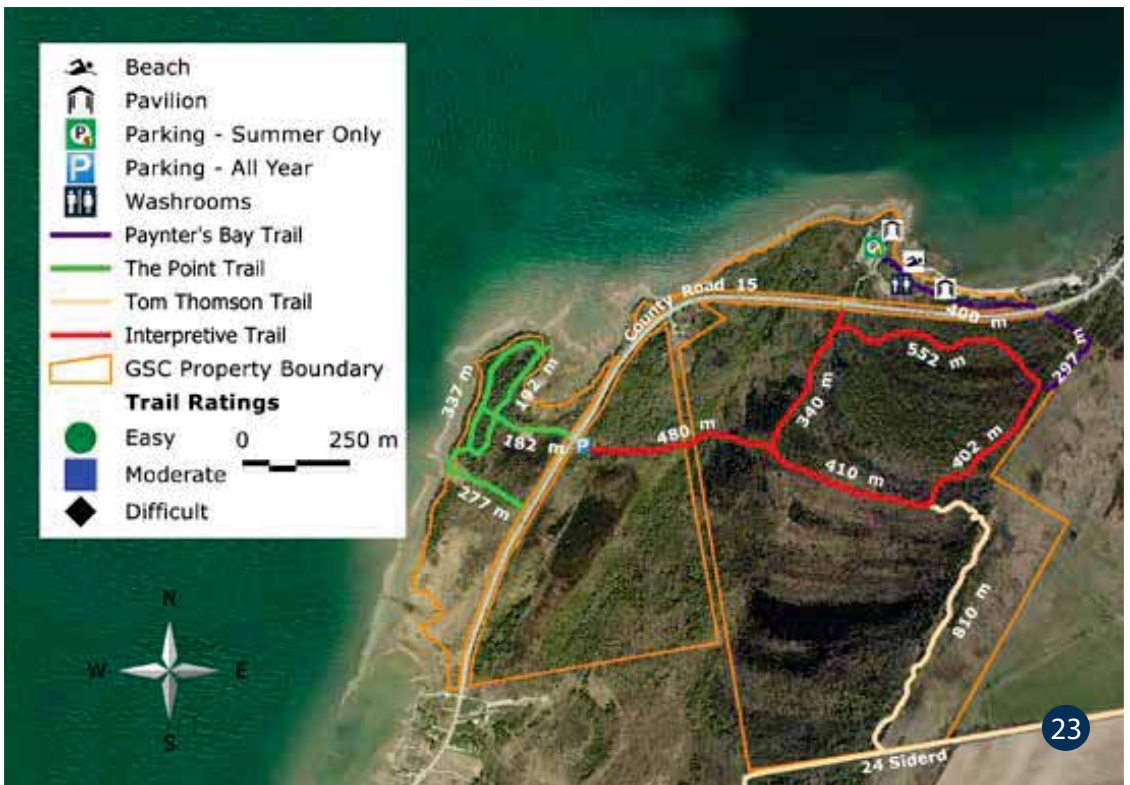 Beach
Pavilion
P
Parking - Summer Only
P
Parking - All Year
Washrooms
Paynter's Bay Trail
The Point Trail
Tom Thomson Trail
Interpretive Trail
GSC Property Boundary
Trail Ratings
Easy
0 250 m
Moderate
Difficult
N
W E
S
P
County Road 15
400 m
297 m
552 m
337 m
192 m
340 m
182 m
P
480 m
402 m
410 m
277 m
810 m
24 Siderd
23